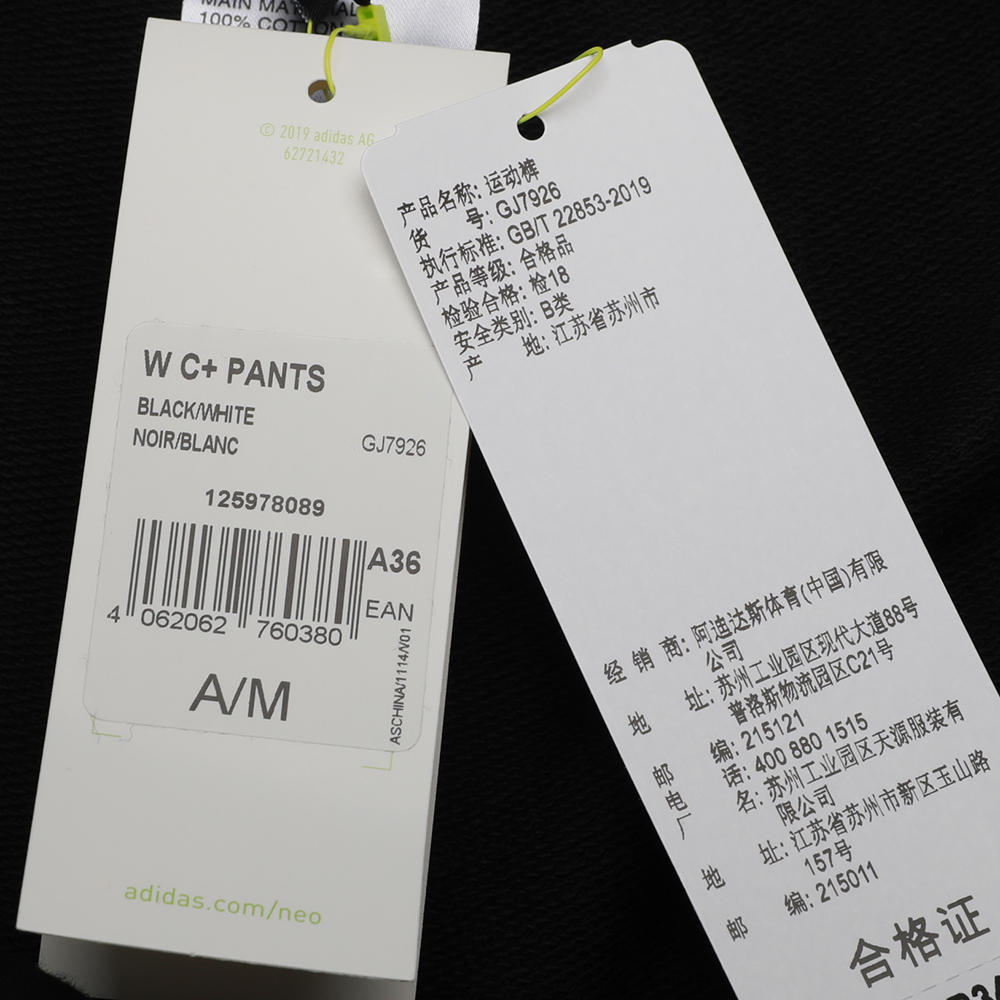 MAIN MATERIAL
100% COTTON
© 2019 adidas AG
62721432
W C+ PANTS
BLACK/WHITE
NOIR/BLANC
GJ7926
125978089
A36
EAN
4 062062 760380
A/M
ASCHINA/1114/V01
adidas.com/neo
产品名称: 运动裤
货 号: GJ7926
执行标准: GB/T 22853-2019
产品等级: 合格品
检验合格: 检18
安全类别: B类
产 地: 江苏省苏州市
经 销 商: 阿迪达斯体育(中国)有限
公司
地 址: 苏州工业园区现代大道88号
普洛斯物流园区C21号
邮 编: 215121
电 话: 400 880 1515
厂 名: 苏州工业园区天源服装有
限公司
地 址: 江苏省苏州市新区玉山路
157号
邮 编: 215011
合格证